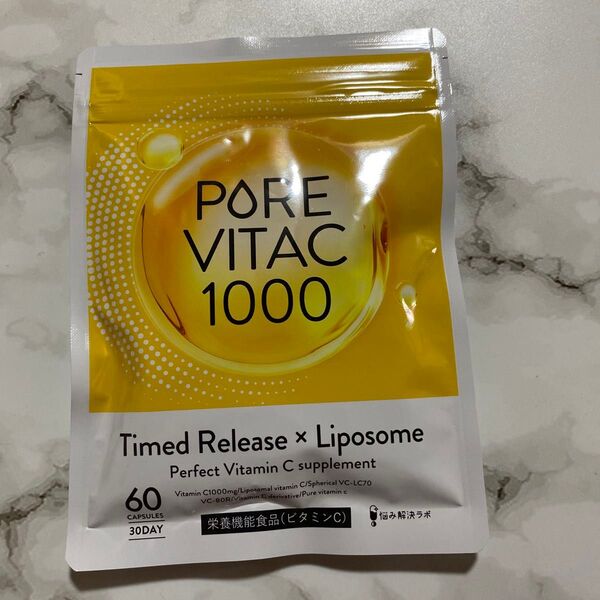 PORE
VITAC
1000
Timed Release × Liposome
Perfect Vitamin C supplement
Vitamin C1000mg/Liposomal vitamin C/Spherical VC-LC70
VC-80R/Vitamin C derivative/Pure vitamin c
60
CAPSULES
30DAY
栄養機能食品(ビタミンC)
悩み解決ラボ